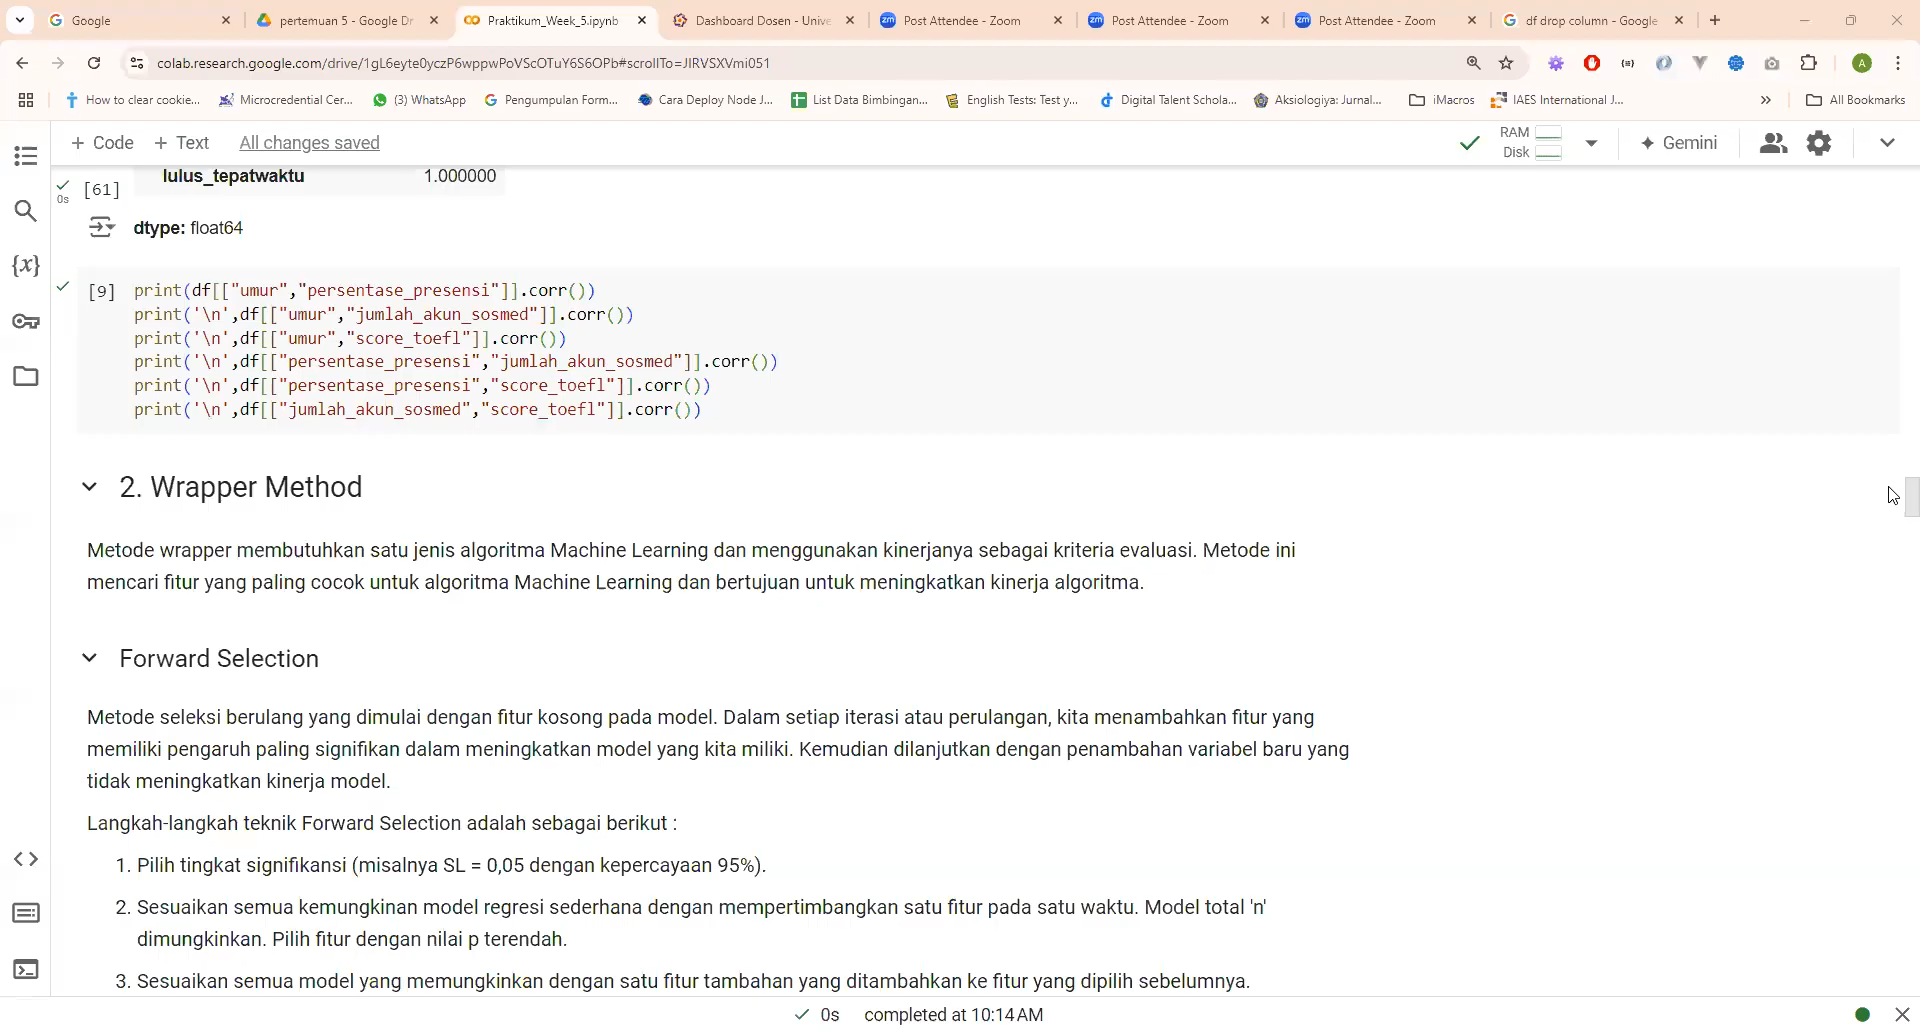 Google
pertemuan 5 - Google Dr
Praktikum_Week_5.ipynb
Dashboard Dosen - Unive
Post Attendee - Zoom
Post Attendee - Zoom
Post Attendee - Zoom
df drop column - Google
colab.research.google.com/drive/1gL6eyte0yczP6wppwPoVScOTuY6S6OPb#scrollTo=JIRVSXVmi051
How to clear cookie...
Microcredential Cer...
(3) WhatsApp
Pengumpulan Form...
Cara Deploy Node J...
List Data Bimbingan...
English Tests: Test y...
Digital Talent Schola...
Aksiologiya: Jurnal...
iMacros
IAES International J...
All Bookmarks
+ Code + Text All changes saved
RAM
Disk
Gemini
lulus_tepatwaktu 1.000000
[61]
0s
dtype: float64
[9] print(df[["umur","persentase_presensi"]].corr())
print('\n',df[["umur","jumlah_akun_sosmed"]].corr())
print('\n',df[["umur","score_toefl"]].corr())
print('\n',df[["persentase_presensi","jumlah_akun_sosmed"]].corr())
print('\n',df[["persentase_presensi","score_toefl"]].corr())
print('\n',df[["jumlah_akun_sosmed","score_toefl"]].corr())
2. Wrapper Method
Metode wrapper membutuhkan satu jenis algoritma Machine Learning dan menggunakan kinerjanya sebagai kriteria evaluasi. Metode ini
mencari fitur yang paling cocok untuk algoritma Machine Learning dan bertujuan untuk meningkatkan kinerja algoritma.
Forward Selection
Metode seleksi berulang yang dimulai dengan fitur kosong pada model. Dalam setiap iterasi atau perulangan, kita menambahkan fitur yang
memiliki pengaruh paling signifikan dalam meningkatkan model yang kita miliki. Kemudian dilanjutkan dengan penambahan variabel baru yang
tidak meningkatkan kinerja model.
Langkah-langkah teknik Forward Selection adalah sebagai berikut :
1. Pilih tingkat signifikansi (misalnya SL = 0,05 dengan kepercayaan 95%).
2. Sesuaikan semua kemungkinan model regresi sederhana dengan mempertimbangkan satu fitur pada satu waktu. Model total 'n'
dimungkinkan. Pilih fitur dengan nilai p terendah.
3. Sesuaikan semua model yang memungkinkan dengan satu fitur tambahan yang ditambahkan ke fitur yang dipilih sebelumnya.
0s completed at 10:14 AM